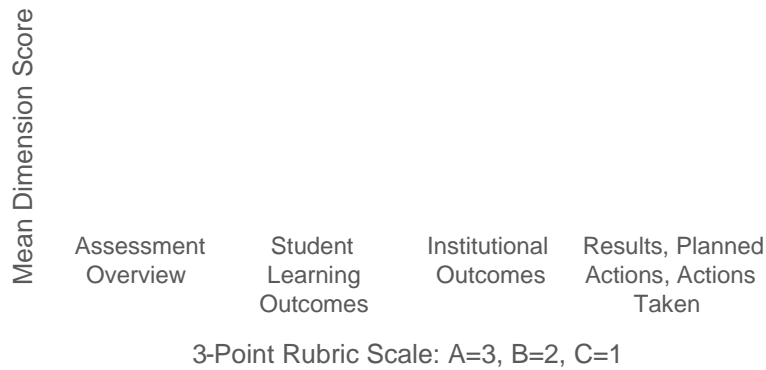 Mean Dimension Score
Assessment Overview
Student Learning Outcomes
Institutional Outcomes
Results, Planned Actions, Actions Taken
3-Point Rubric Scale: A=3, B=2, C=1